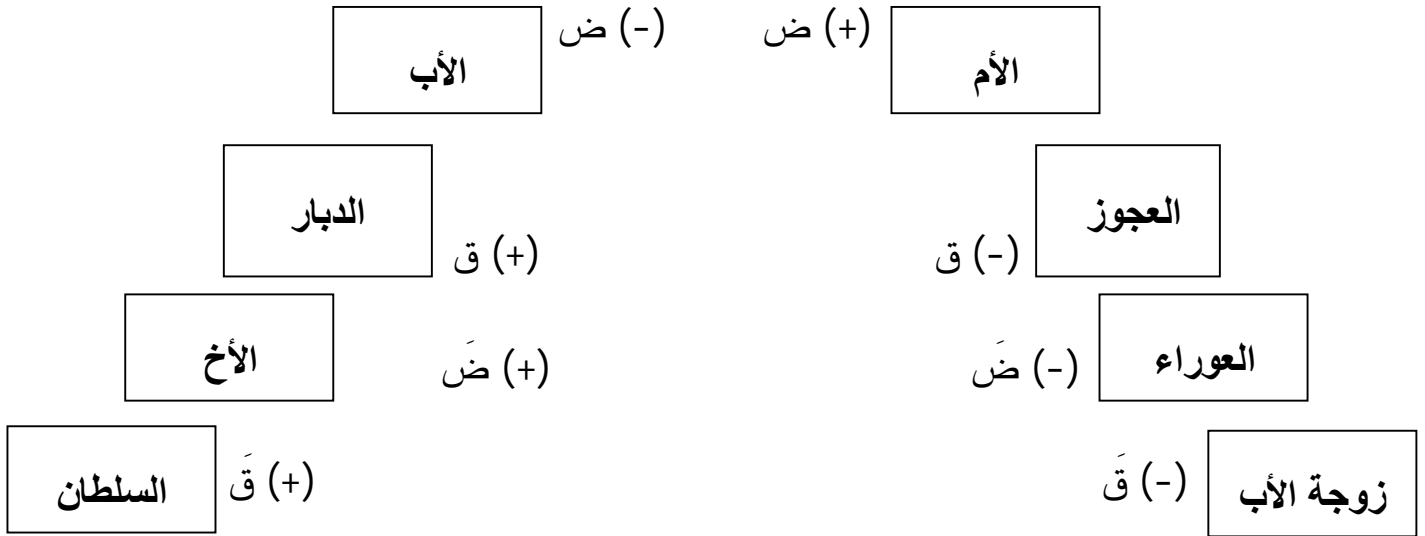 الأم (+) ض (-) ض الأب
العجوز (-) ق (+) ق الدبار
العوراء (-) ضَ (+) ضَ الأخ
زوجة الأب (-) قَ (+) قَ السلطان